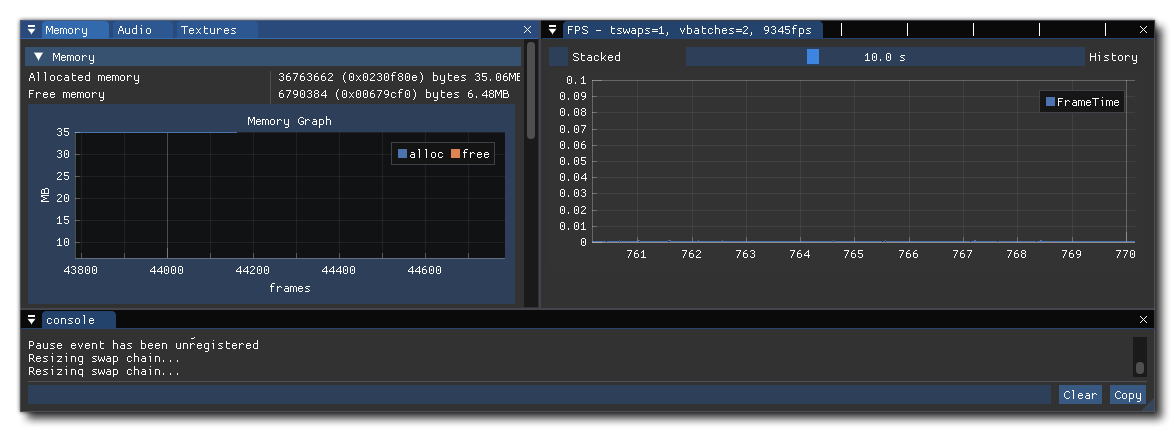 Memory Audio Textures
Memory
Allocated memory 36763662 (0x0230f80e) bytes 35.06MB
Free memory 6790384 (0x00679cf0) bytes 6.48MB
Memory Graph
alloc free
35
30
25
20
15
10
MB
43800 44000 44200 44400 44600
frames
FPS - tswaps=1, vbatches=2, 9345fps
Stacked 10.0 s History
FrameTime
0.1
0.09
0.08
0.07
0.06
0.05
0.04
0.03
0.02
0.01
0
761 762 763 764 765 766 767 768 769 770
console
Pause event has been unregistered
Resizing swap chain...
Resizing swap chain...
Clear Copy